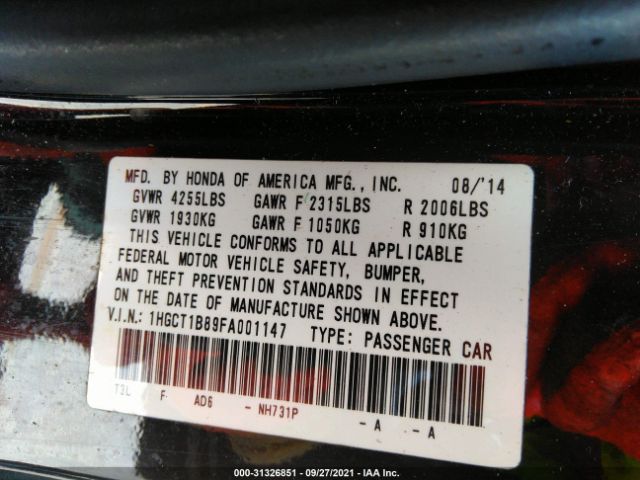 MFD. BY HONDA OF AMERICA MFG., INC. 08/'14
GVWR 4255LBS GAWR F 2315LBS R 2006LBS
GVWR 1930KG GAWR F 1050KG R 910KG
THIS VEHICLE CONFORMS TO ALL APPLICABLE
FEDERAL MOTOR VEHICLE SAFETY, BUMPER,
AND THEFT PREVENTION STANDARDS IN EFFECT
ON THE DATE OF MANUFACTURE SHOWN ABOVE.
V.I.N.: 1HGCT1B89FA001147 TYPE: PASSENGER CAR
T3L F AD6 - NH731P - A - A
000-31326851 | 09/27/2021 | IAA Inc.